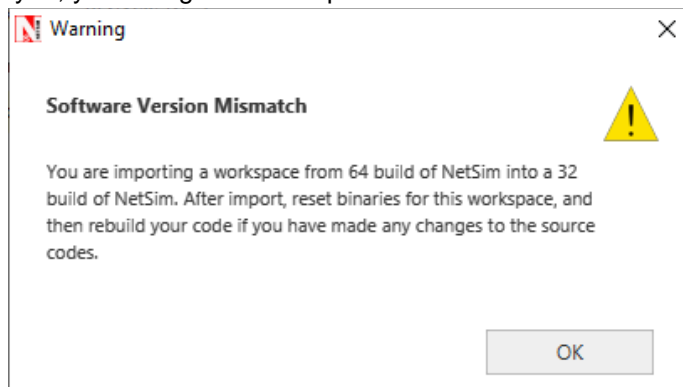 Warning
Software Version Mismatch
You are importing a workspace from 64 build of NetSim into a 32
build of NetSim. After import, reset binaries for this workspace, and
then rebuild your code if you have made any changes to the source
codes.
OK